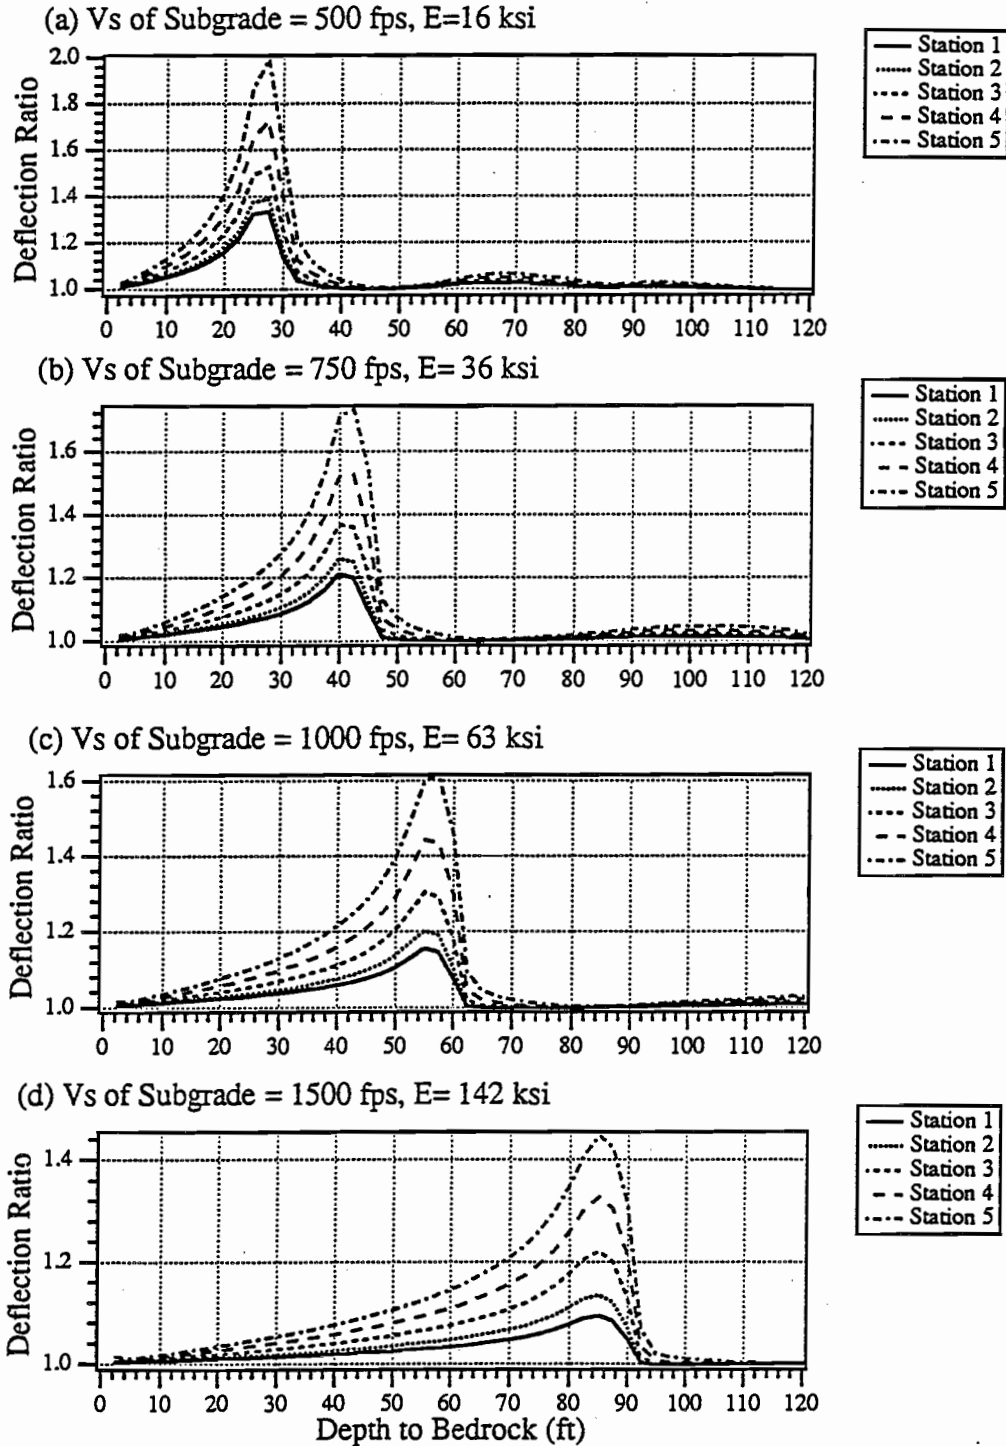 (a) Vs of Subgrade = 500 fps, E=16 ksi
Deflection Ratio
2.0
1.8
1.6
1.4
1.2
1.0
0 10 20 30 40 50 60 70 80 90 100 110 120
Station 1
Station 2
Station 3
Station 4
Station 5
(b) Vs of Subgrade = 750 fps, E= 36 ksi
Deflection Ratio
1.6
1.4
1.2
1.0
0 10 20 30 40 50 60 70 80 90 100 110 120
Station 1
Station 2
Station 3
Station 4
Station 5
(c) Vs of Subgrade = 1000 fps, E= 63 ksi
Deflection Ratio
1.6
1.4
1.2
1.0
0 10 20 30 40 50 60 70 80 90 100 110 120
Station 1
Station 2
Station 3
Station 4
Station 5
(d) Vs of Subgrade = 1500 fps, E= 142 ksi
Deflection Ratio
1.4
1.2
1.0
0 10 20 30 40 50 60 70 80 90 100 110 120
Depth to Bedrock (ft)
Station 1
Station 2
Station 3
Station 4
Station 5